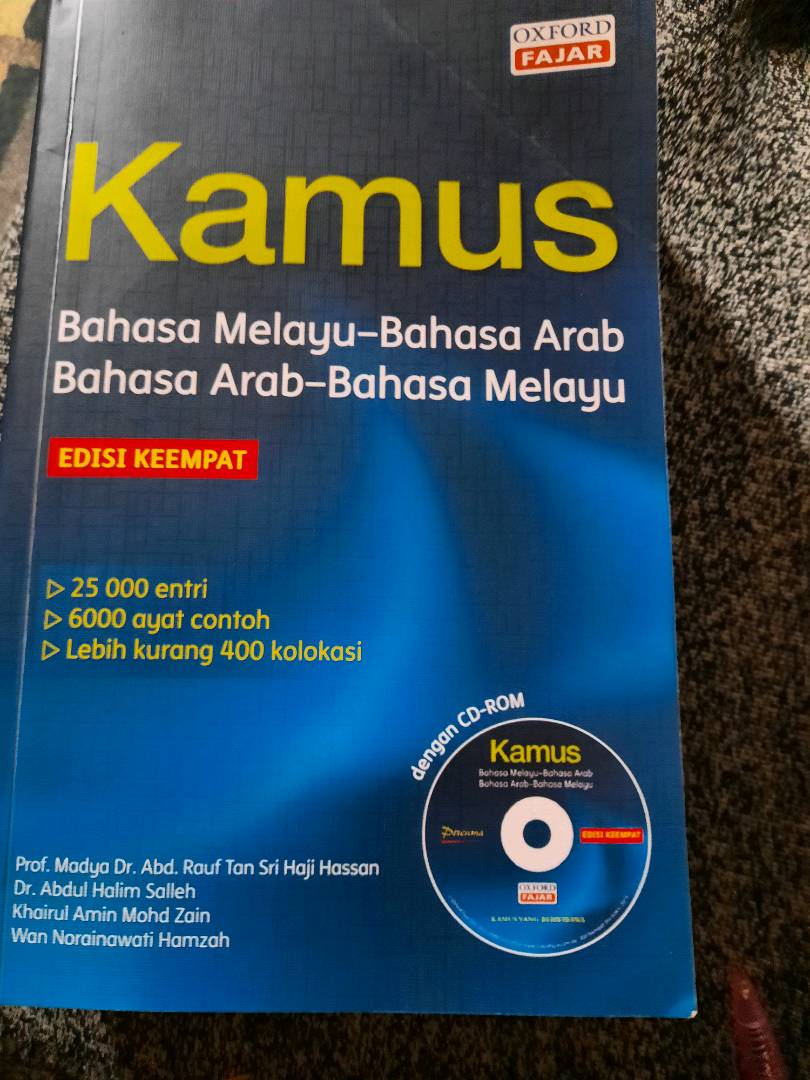 OXFORD
FAJAR
Kamus
Bahasa Melayu–Bahasa Arab
Bahasa Arab–Bahasa Melayu
EDISI KEEMPAT
▷ 25 000 entri
▷ 6000 ayat contoh
▷ Lebih kurang 400 kolokasi
dengan CD-ROM
Kamus
Bahasa Melayu–Bahasa Arab
Bahasa Arab–Bahasa Melayu
EDISI KEEMPAT
OXFORD
FAJAR
Prof. Madya Dr. Abd. Rauf Tan Sri Haji Hassan
Dr. Abdul Halim Salleh
Khairul Amin Mohd Zain
Wan Norainawati Hamzah